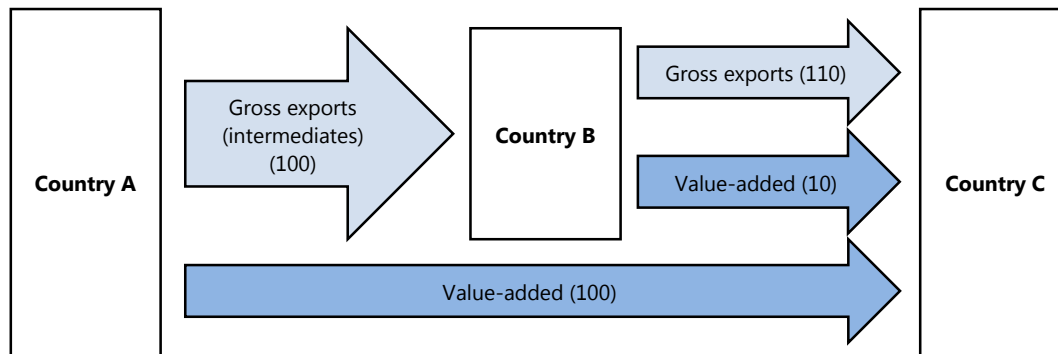 Country A
Gross exports
(intermediates)
(100)
Country B
Gross exports (110)
Value-added (10)
Country C
Value-added (100)